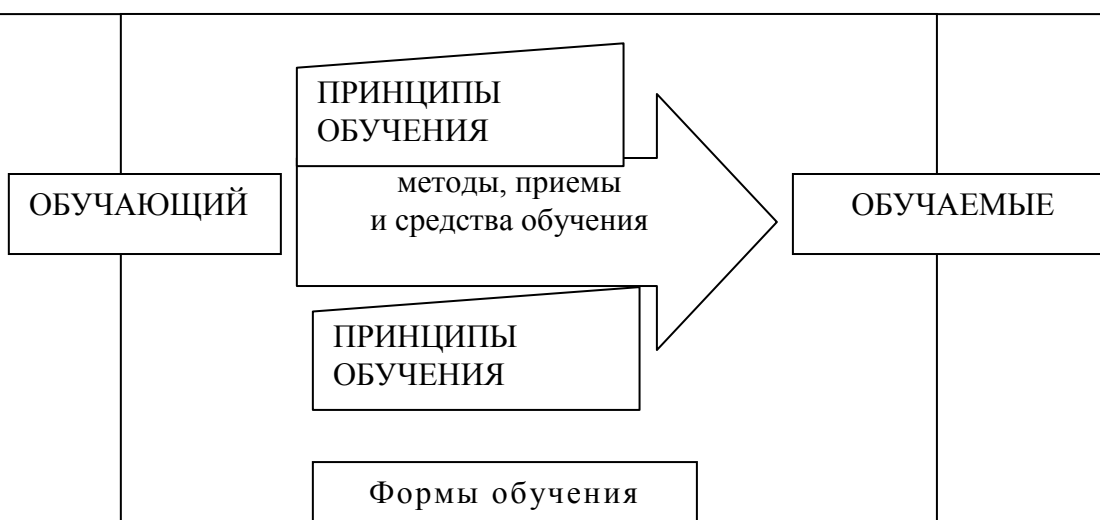 ПРИНЦИПЫ
ОБУЧЕНИЯ
методы, приемы
и средства обучения
ОБУЧАЮЩИЙ
ОБУЧАЕМЫЕ
ПРИНЦИПЫ
ОБУЧЕНИЯ
Формы обучения